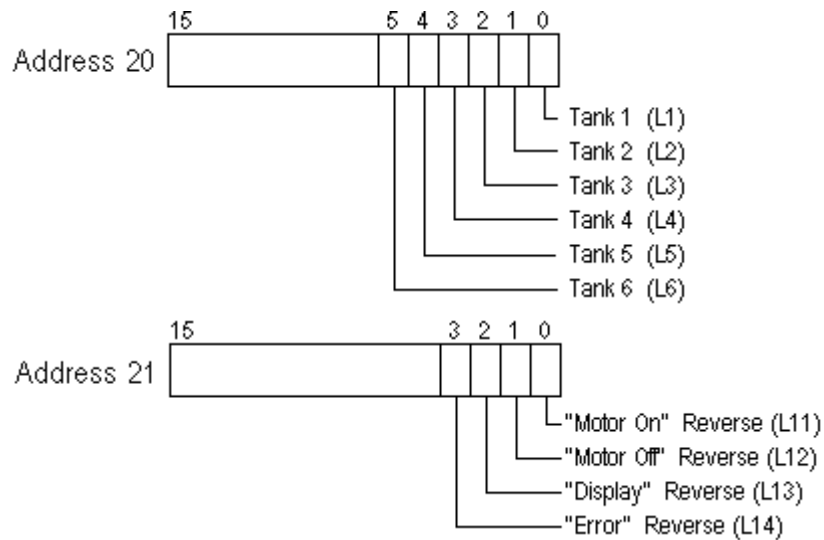 15 5 4 3 2 1 0
Address 20
Tank 1 (L1)
Tank 2 (L2)
Tank 3 (L3)
Tank 4 (L4)
Tank 5 (L5)
Tank 6 (L6)
15 3 2 1 0
Address 21
"Motor On" Reverse (L11)
"Motor Off" Reverse (L12)
"Display" Reverse (L13)
"Error" Reverse (L14)